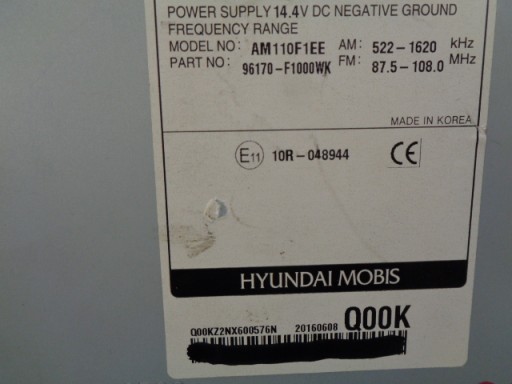 POWER SUPPLY 14.4V DC NEGATIVE GROUND
FREQUENCY RANGE
MODEL NO: AM110F1EE AM: 522-1620 kHz
PART NO: 96170-F1000WK FM: 87.5-108.0 MHz
MADE IN KOREA
E11 10R-048944 CE
HYUNDAI MOBIS
Q00KZ2NX600576N 20160608 Q00K